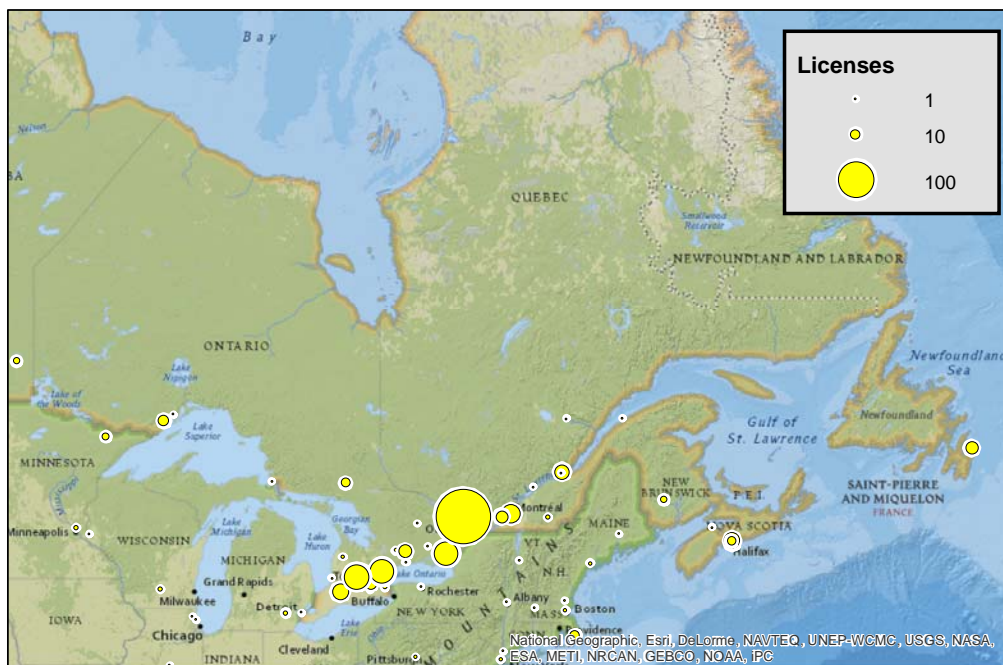 Bay
Licenses
1
10
100
Nelson
BA
QUEBEC
Smallwood
Reservoir
NEWFOUNDLAND AND LABRADOR
ONTARIO
Lake
Nipigon
Newfoundland
Sea
Lake of
the Woods
Newfoundland
Gulf of
St. Lawrence
Lake
Superior
MINNESOTA
Mississippi
SAINT-PIERRE
AND MIQUELON
FRANCE
NEW
BRUNSWICK
P.E.I.
Montréal
NOVA SCOTIA
Halifax
MAINE
Minneapolis
WISCONSIN
Lake
Michigan
Lake
Huron
Georgian
Bay
O
VT.
MICHIGAN
Lake Ontario
N.H.
Grand Rapids
Milwaukee
Detroit
Buffalo
Rochester
NEW YORK
Albany
MASS
Boston
Providence
IOWA
Chicago
Lake
Erie
Cleveland
MOUNTAINS
INDIANA
Pittsburgh
National Geographic, Esri, DeLorme, NAVTEQ, UNEP-WCMC, USGS, NASA,
ESA, METI, NRCAN, GEBCO, NOAA, iPC